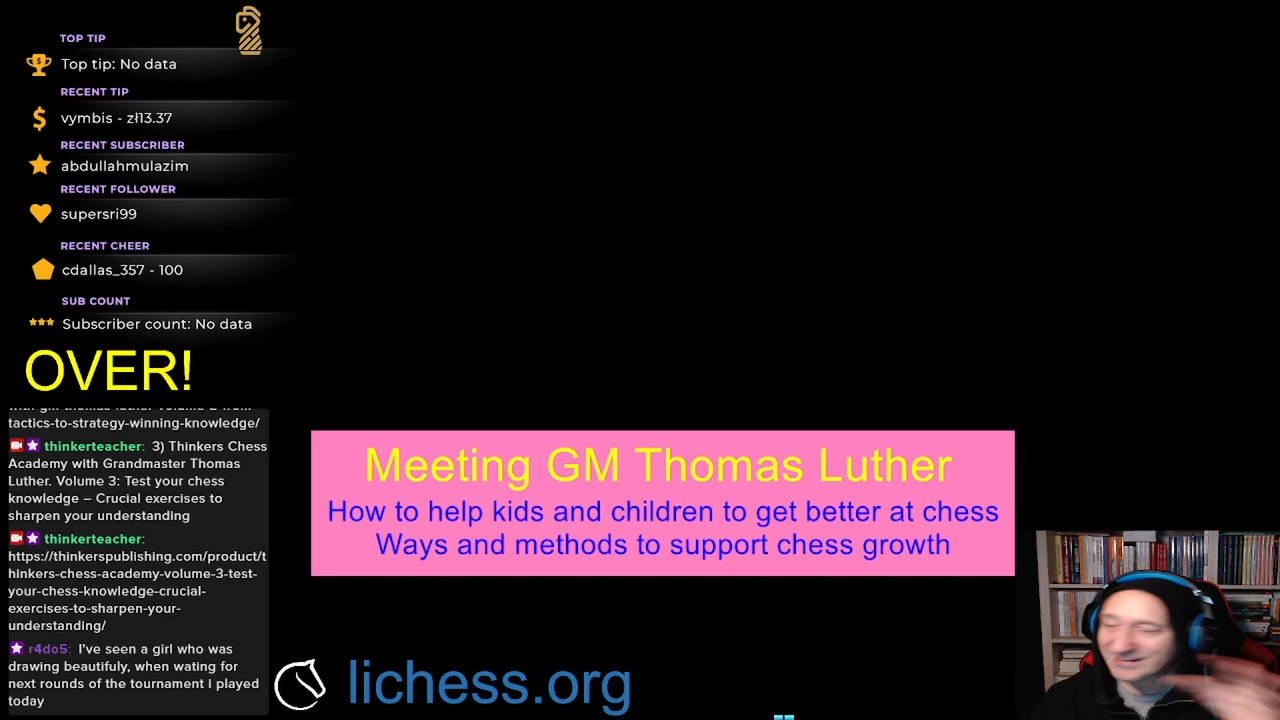 TOP TIP
Top tip: No data
RECENT TIP
vymbis - zł13.37
RECENT SUBSCRIBER
abdullahmulazim
RECENT FOLLOWER
supersri99
RECENT CHEER
cdallas_357 - 100
SUB COUNT
Subscriber count: No data
OVER!
tactics-to-strategy-winning-knowledge/
thinkerteacher: 3) Thinkers Chess
Academy with Grandmaster Thomas
Luther. Volume 3: Test your chess
knowledge – Crucial exercises to
sharpen your understanding
thinkerteacher:
https://thinkerspublishing.com/product/t
hinkers-chess-academy-volume-3-test-
your-chess-knowledge-crucial-
exercises-to-sharpen-your-
understanding/
r4do5: I've seen a girl who was
drawing beautifuly, when wating for
next rounds of the tournament I played
today
Meeting GM Thomas Luther
How to help kids and children to get better at chess
Ways and methods to support chess growth
lichess.org